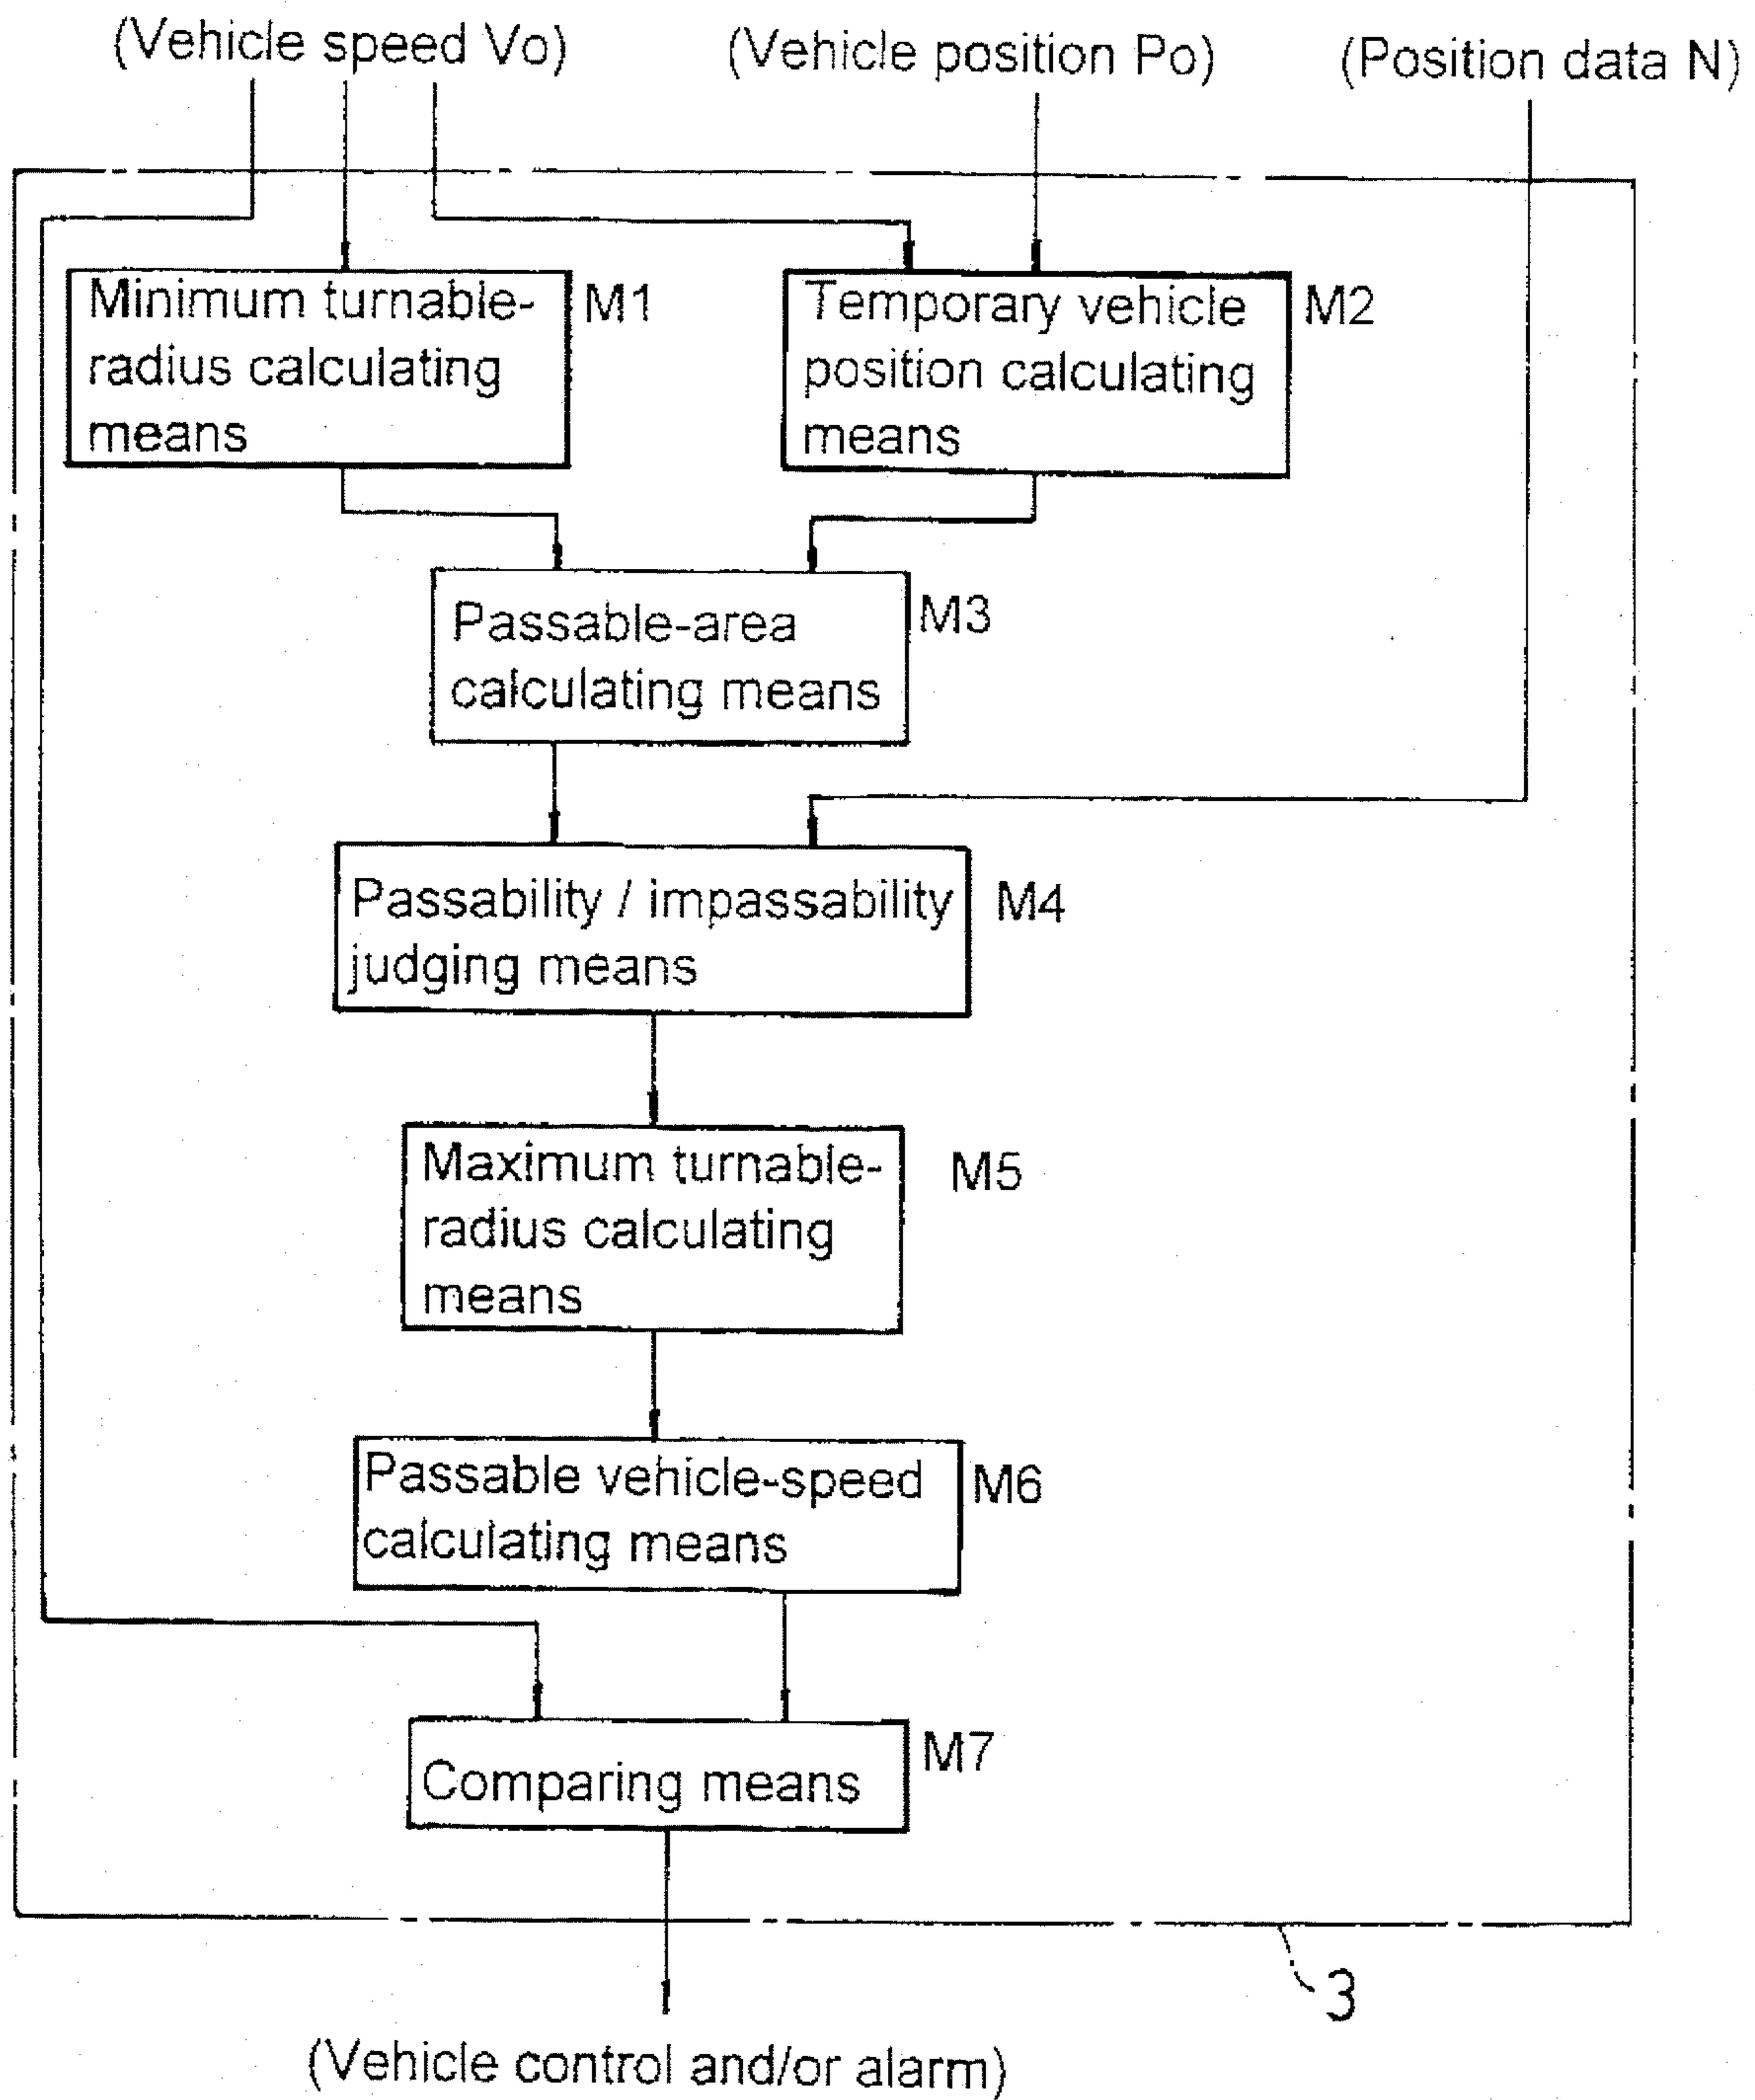 (Vehicle speed Vo)
(Vehicle position Po)
(Position data N)
Minimum turnable-
radius calculating
means
M1
Temporary vehicle
position calculating
means
M2
Passable-area
calculating means
M3
Passability / impassability
judging means
M4
Maximum turnable-
radius calculating
means
M5
Passable vehicle-speed
calculating means
M6
Comparing means
M7
3
(Vehicle control and/or alarm)